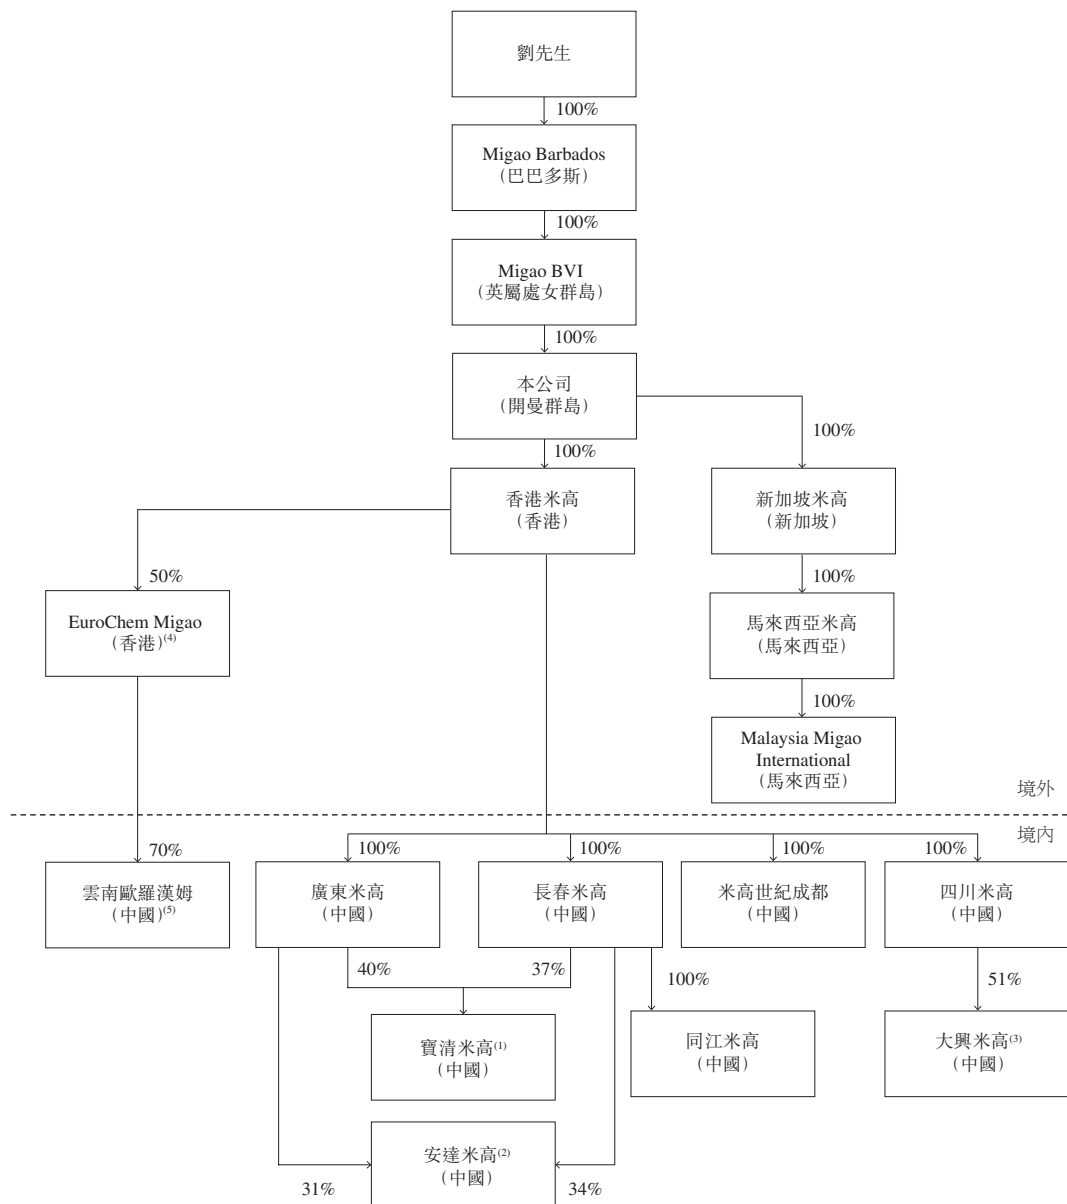 劉先生
100%
Migao Barbados
(巴巴多斯)
100%
Migao BVI
(英屬處女群島)
100%
本公司
(開曼群島)
100%
100%
香港米高
(香港)
新加坡米高
(新加坡)
50%
100%
EuroChem Migao
(香港)(4)
馬來西亞米高
(馬來西亞)
100%
Malaysia Migao
International
(馬來西亞)
境外
境內
70%
100%
100%
100%
100%
雲南歐羅漢姆
(中國)(5)
廣東米高
(中國)
長春米高
(中國)
米高世紀成都
(中國)
四川米高
(中國)
40%
37%
100%
51%
寶清米高(1)
(中國)
同江米高
(中國)
大興米高(3)
(中國)
安達米高(2)
(中國)
31%
34%